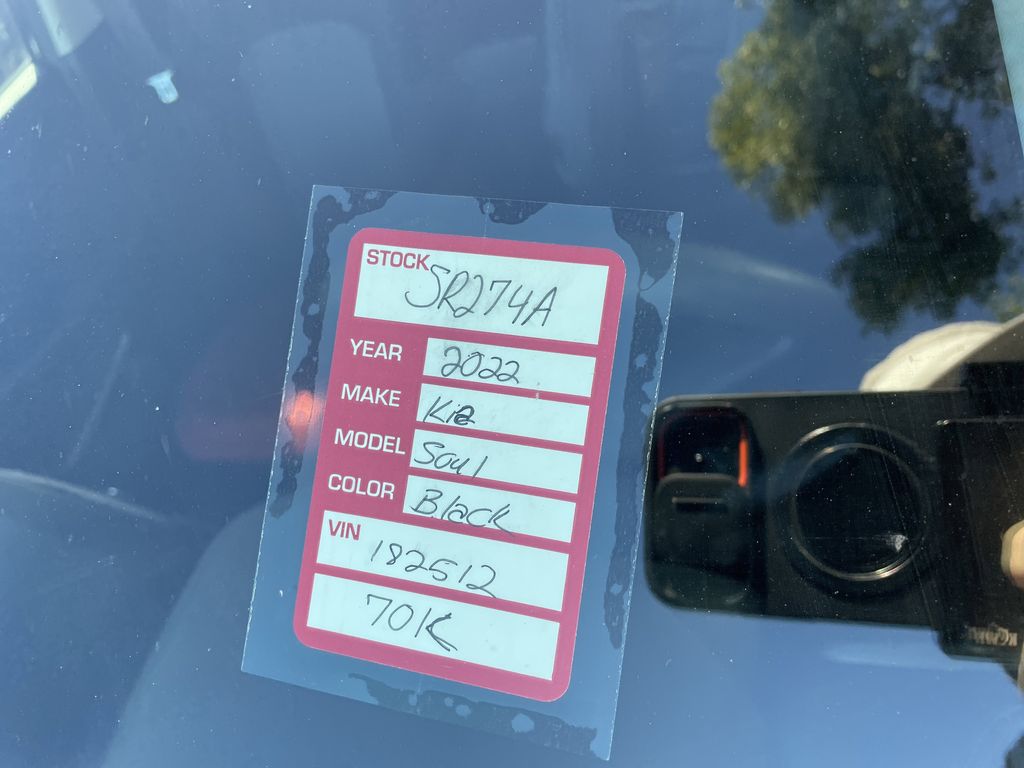 STOCK SR274A
YEAR 2022
MAKE Kia
MODEL Soul
COLOR Black
VIN 182512
70K